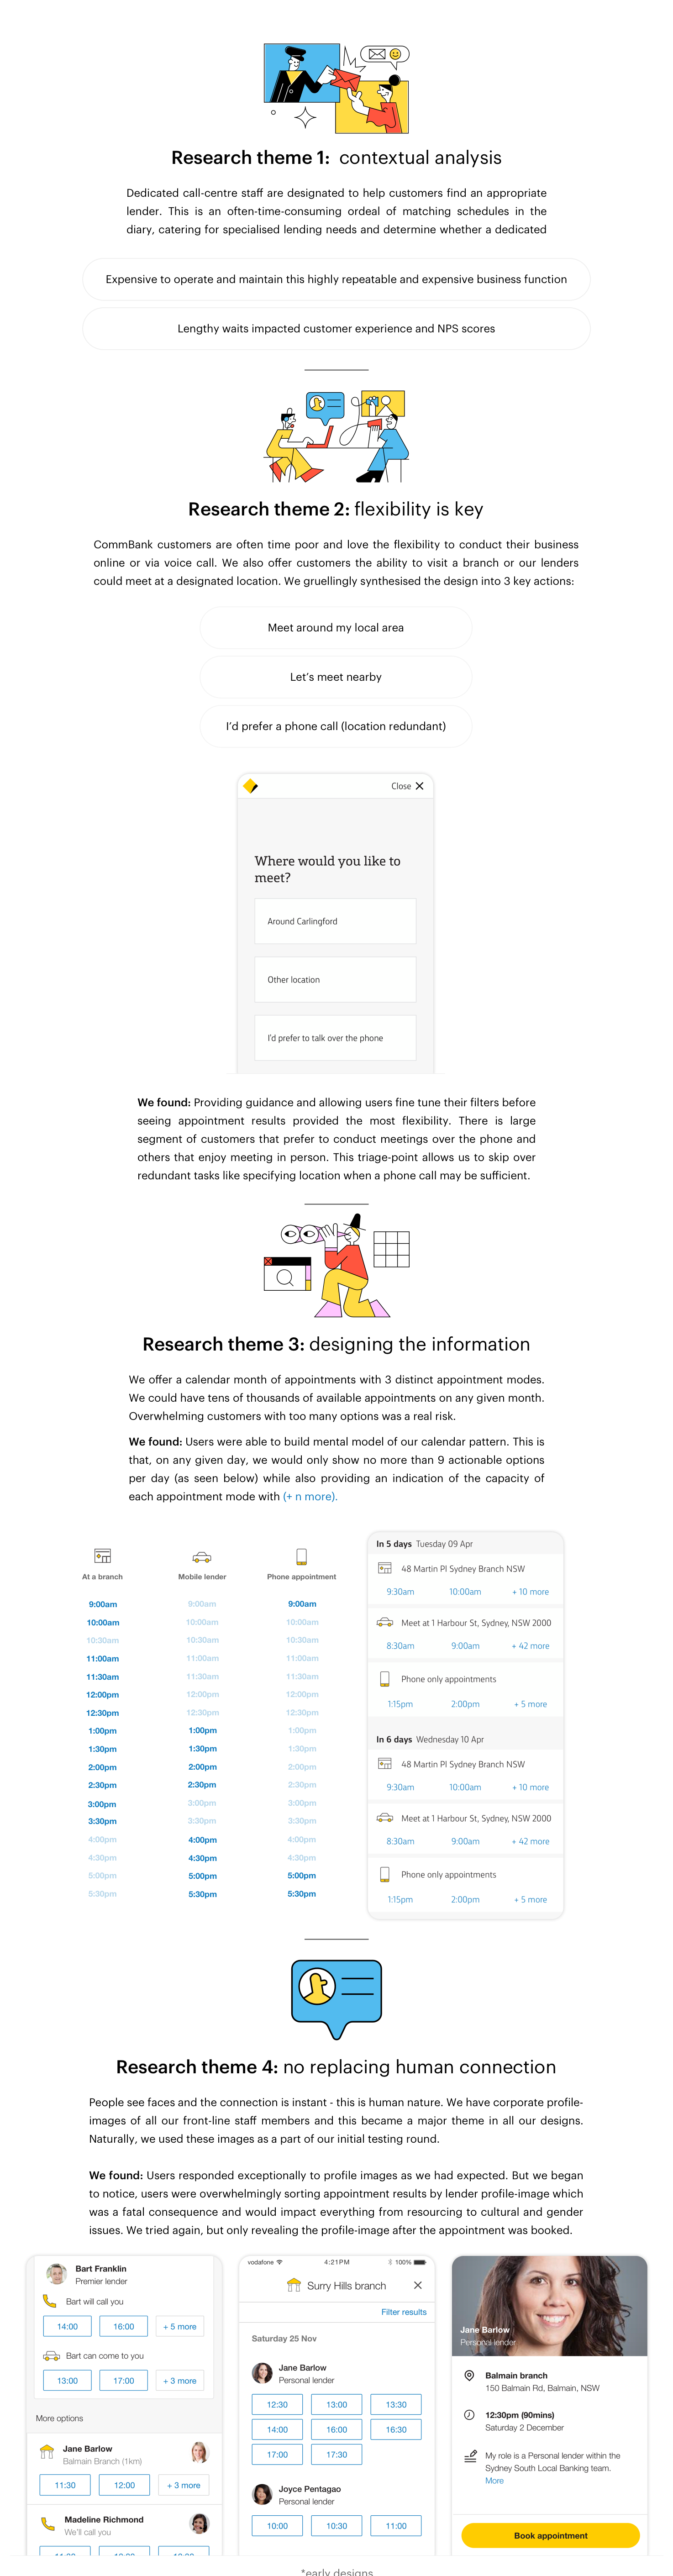 Research theme 1: contextual analysis
Dedicated call-centre staff are designated to help customers find an appropriate
lender. This is an often-time-consuming ordeal of matching schedules in the
diary, catering for specialised lending needs and determine whether a dedicated
Expensive to operate and maintain this highly repeatable and expensive business function
Lengthy waits impacted customer experience and NPS scores
Research theme 2: flexibility is key
CommBank customers are often time poor and love the flexibility to conduct their business
online or via voice call. We also offer customers the ability to visit a branch or our lenders
could meet at a designated location. We gruellingly synthesised the design into 3 key actions:
Meet around my local area
Let's meet nearby
I'd prefer a phone call (location redundant)
Close
Where would you like to
meet?
Around Carlingford
Other location
I'd prefer to talk over the phone
We found: Providing guidance and allowing users fine tune their filters before
seeing appointment results provided the most flexibility. There is large
segment of customers that prefer to conduct meetings over the phone and
others that enjoy meeting in person. This triage-point allows us to skip over
redundant tasks like specifying location when a phone call may be sufficient.
Research theme 3: designing the information
We offer a calendar month of appointments with 3 distinct appointment modes.
We could have tens of thousands of available appointments on any given month.
Overwhelming customers with too many options was a real risk.
We found: Users were able to build mental model of our calendar pattern. This is
that, on any given day, we would only show no more than 9 actionable options
per day (as seen below) while also providing an indication of the capacity of
each appointment mode with (+ n more).
At a branch Mobile lender Phone appointment
9:00am 9:00am 9:00am
10:00am 10:00am 10:00am
10:30am 10:30am 10:30am
11:00am 11:00am 11:00am
11:30am 11:30am 11:30am
12:00pm 12:00pm 12:00pm
12:30pm 12:30pm 12:30pm
1:00pm 1:00pm 1:00pm
1:30pm 1:30pm 1:30pm
2:00pm 2:00pm 2:00pm
2:30pm 2:30pm 2:30pm
3:00pm 3:00pm 3:00pm
3:30pm 3:30pm 3:30pm
4:00pm 4:00pm 4:00pm
4:30pm 4:30pm 4:30pm
5:00pm 5:00pm 5:00pm
5:30pm 5:30pm 5:30pm
In 5 days Tuesday 09 Apr
48 Martin Pl Sydney Branch NSW
9:30am 10:00am + 10 more
Meet at 1 Harbour St, Sydney, NSW 2000
8:30am 9:00am + 42 more
Phone only appointments
1:15pm 2:00pm + 5 more
In 6 days Wednesday 10 Apr
48 Martin Pl Sydney Branch NSW
9:30am 10:00am + 10 more
Meet at 1 Harbour St, Sydney, NSW 2000
8:30am 9:00am + 42 more
Phone only appointments
1:15pm 2:00pm + 5 more
Research theme 4: no replacing human connection
People see faces and the connection is instant - this is human nature. We have corporate profile-
images of all our front-line staff members and this became a major theme in all our designs.
Naturally, we used these images as a part of our initial testing round.
We found: Users responded exceptionally to profile images as we had expected. But we began
to notice, users were overwhelmingly sorting appointment results by lender profile-image which
was a fatal consequence and would impact everything from resourcing to cultural and gender
issues. We tried again, but only revealing the profile-image after the appointment was booked.
Bart Franklin
Premier lender
Bart will call you
14:00 16:00 + 5 more
Bart can come to you
13:00 17:00 + 3 more
More options
Jane Barlow
Balmain Branch (1km)
11:30 12:00 + 3 more
Madeline Richmond
We'll call you
vodafone 4:21PM 100%
Surry Hills branch
Filter results
Saturday 25 Nov
Jane Barlow
Personal lender
12:30 13:00 13:30
14:00 16:00 16:30
17:00 17:30
Joyce Pentagao
Personal lender
10:00 10:30 11:00
Jane Barlow
Personal lender
Balmain branch
150 Balmain Rd, Balmain, NSW
12:30pm (90mins)
Saturday 2 December
My role is a Personal lender within the
Sydney South Local Banking team.
More
Book appointment
*early designs